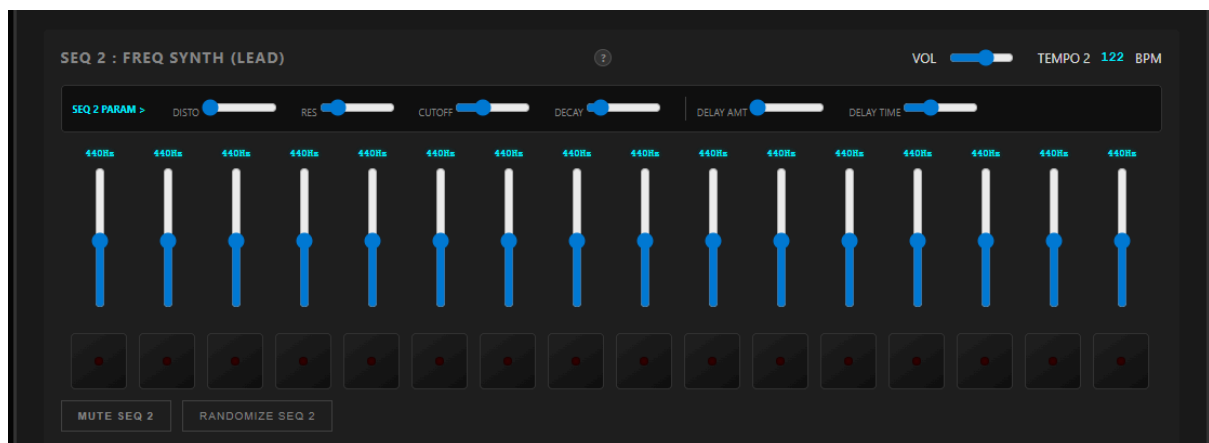 SEQ 2 : FREQ SYNTH (LEAD) ? VOL TEMPO 2 122 BPM
SEQ 2 PARAM > DISTO RES CUTOFF DECAY DELAY AMT DELAY TIME
440Hz 440Hz 440Hz 440Hz 440Hz 440Hz 440Hz 440Hz 440Hz 440Hz 440Hz 440Hz 440Hz 440Hz 440Hz 440Hz
MUTE SEQ 2 RANDOMIZE SEQ 2